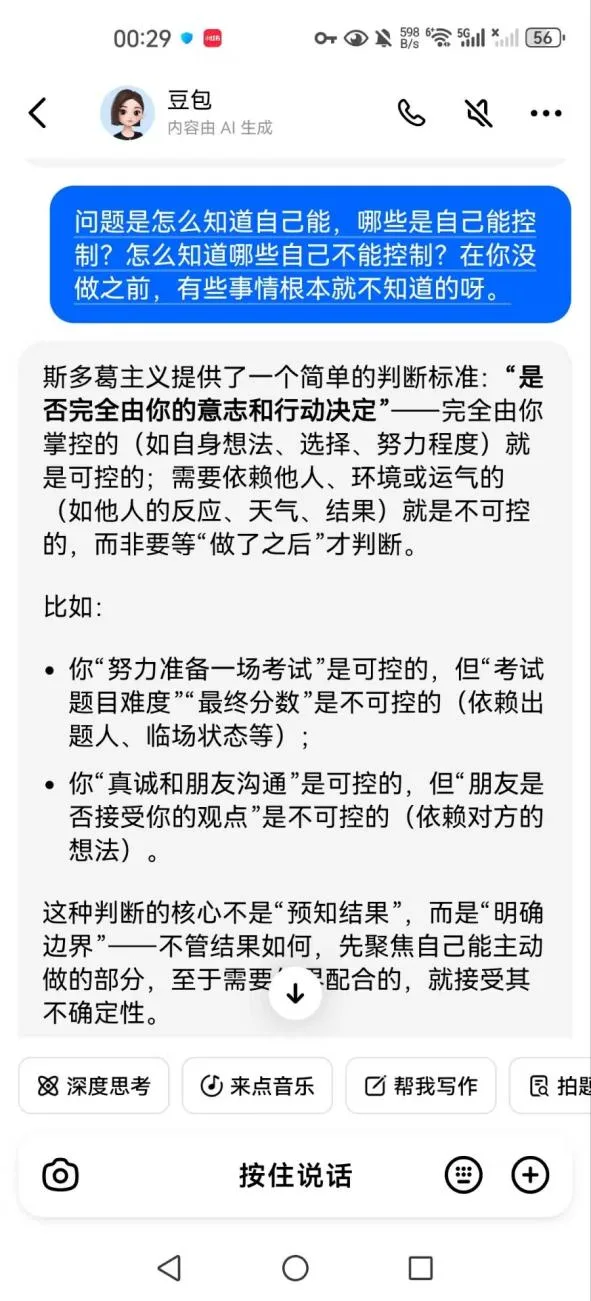 00:29 598 B/s 6+ 5G 56
豆包
内容由 AI 生成
问题是怎么知道自己能，哪些是自己能控
制？怎么知道哪些自己不能控制？在你没
做之前，有些事情根本就不知道的呀。
斯多葛主义提供了一个简单的判断标准：“是
否完全由你的意志和行动决定”——完全由你
掌控的（如自身想法、选择、努力程度）就
是可控的；需要依赖他人、环境或运气的
（如他人的反应、天气、结果）就是不可控
的，而非要等“做了之后”才判断。
比如：
• 你“努力准备一场考试”是可控的，但“考试
题目难度”“最终分数”是不可控的（依赖出
题人、临场状态等）；
• 你“真诚和朋友沟通”是可控的，但“朋友是
否接受你的观点”是不可控的（依赖对方的
想法）。
这种判断的核心不是“预知结果”，而是“明确
边界”——不管结果如何，先聚焦自己能主动
做的部分，至于需要 配合的，就接受其
不确定性。
深度思考 来点音乐 帮我写作 拍题
按住说话